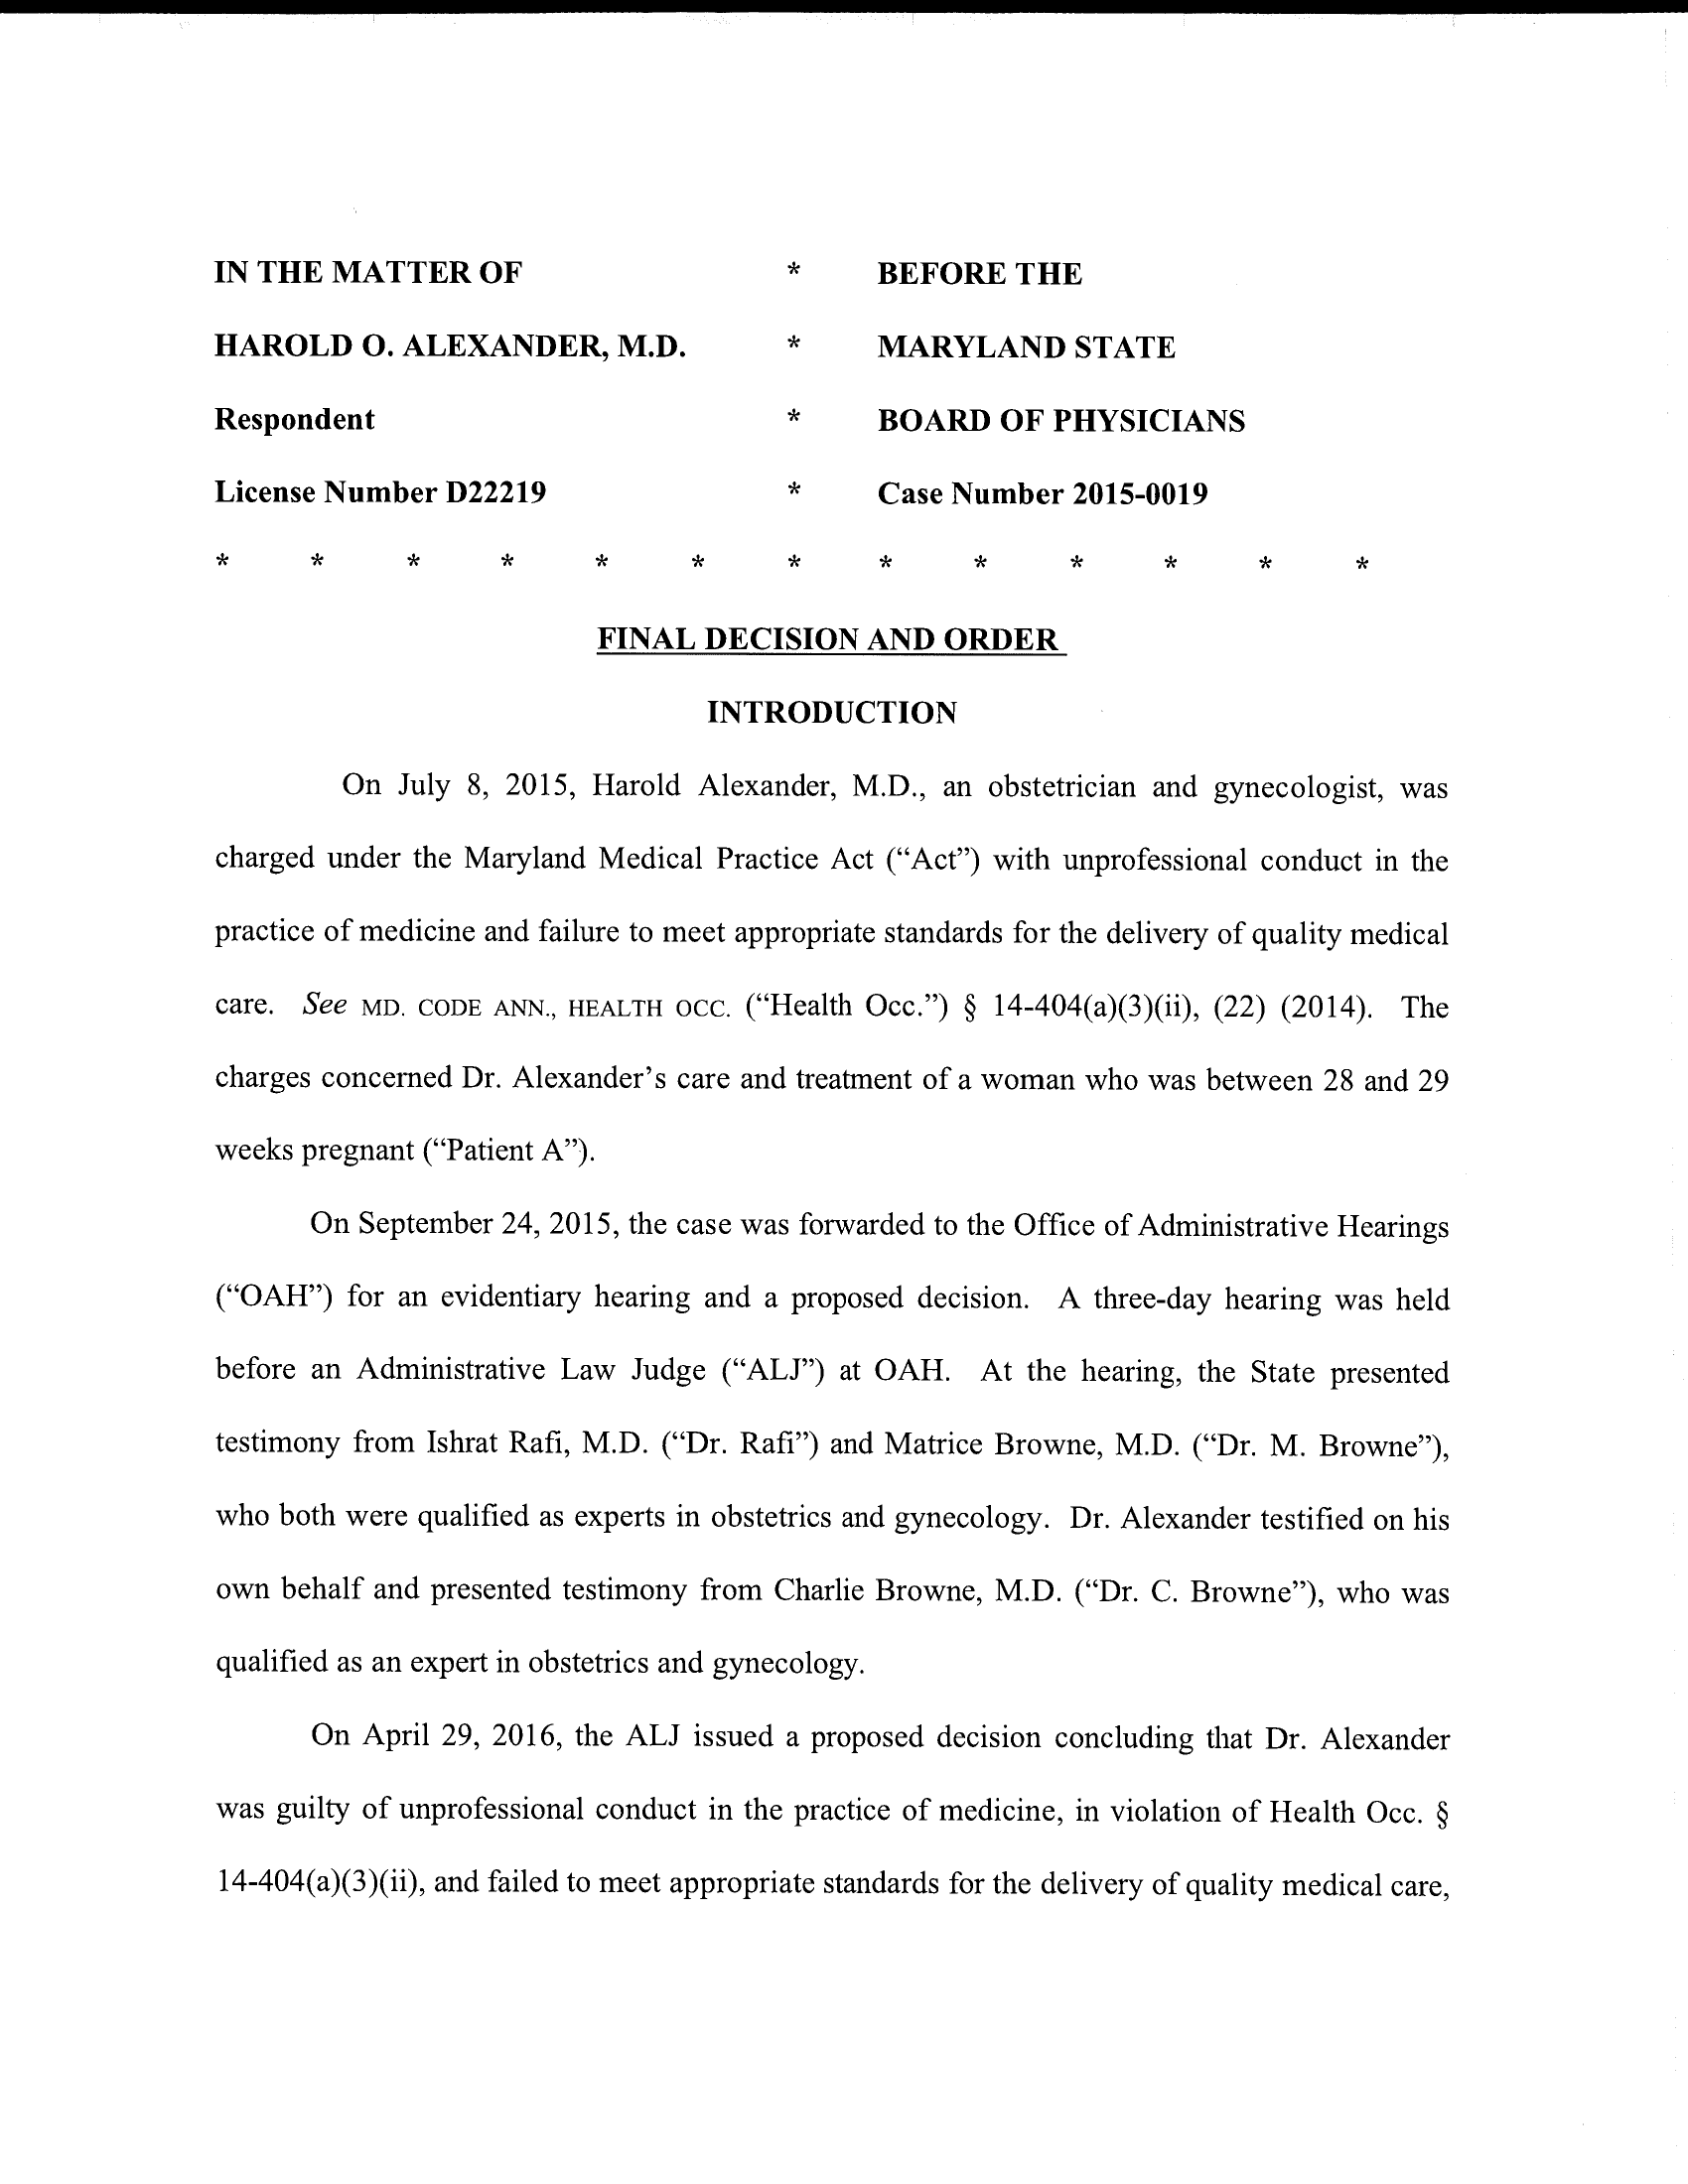 IN THE MATTER OF * BEFORE THE
HAROLD O. ALEXANDER, M.D. * MARYLAND STATE
Respondent * BOARD OF PHYSICIANS
License Number D22219 * Case Number 2015-0019
* * * * * * * * * * * * *
FINAL DECISION AND ORDER
INTRODUCTION
On July 8, 2015, Harold Alexander, M.D., an obstetrician and gynecologist, was
charged under the Maryland Medical Practice Act (“Act”) with unprofessional conduct in the
practice of medicine and failure to meet appropriate standards for the delivery of quality medical
care. See MD. CODE ANN., HEALTH OCC. (“Health Occ.”) § 14-404(a)(3)(ii), (22) (2014). The
charges concerned Dr. Alexander’s care and treatment of a woman who was between 28 and 29
weeks pregnant (“Patient A”).
On September 24, 2015, the case was forwarded to the Office of Administrative Hearings
(“OAH”) for an evidentiary hearing and a proposed decision. A three-day hearing was held
before an Administrative Law Judge (“ALJ”) at OAH. At the hearing, the State presented
testimony from Ishrat Rafi, M.D. (“Dr. Rafi”) and Matrice Browne, M.D. (“Dr. M. Browne”),
who both were qualified as experts in obstetrics and gynecology. Dr. Alexander testified on his
own behalf and presented testimony from Charlie Browne, M.D. (“Dr. C. Browne”), who was
qualified as an expert in obstetrics and gynecology.
On April 29, 2016, the ALJ issued a proposed decision concluding that Dr. Alexander
was guilty of unprofessional conduct in the practice of medicine, in violation of Health Occ. §
14-404(a)(3)(ii), and failed to meet appropriate standards for the delivery of quality medical care,